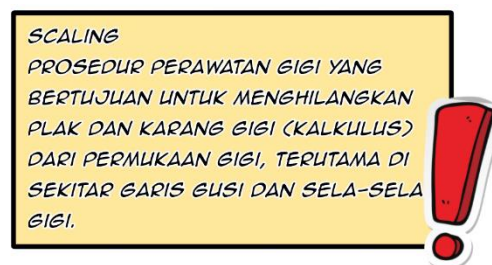 SCALING
PROSEDUR PERAWATAN GIGI YANG
BERTUJUAN UNTUK MENGHILANGKAN
PLAK DAN KARANG GIGI (KALKULUS)
DARI PERMUKAAN GIGI, TERUTAMA DI
SEKITAR GARIS GUSI DAN SELA-SELA
GIGI.